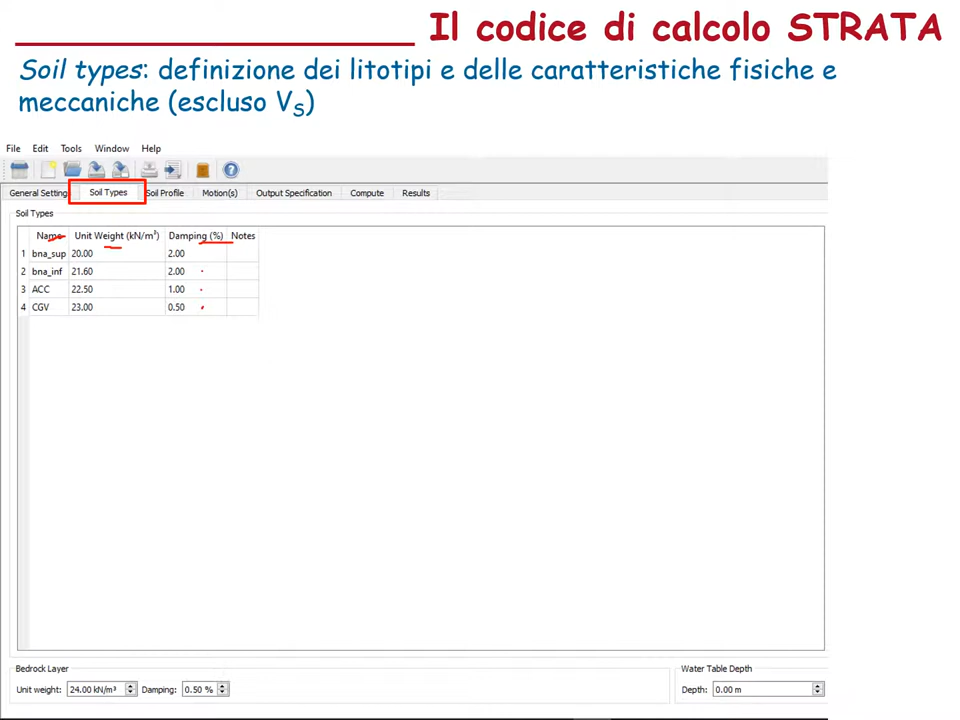 Il codice di calcolo STRATA
Soil types: definizione dei litotipi e delle caratteristiche fisiche e
meccaniche (escluso VS)
File Edit Tools Window Help
General Settings Soil Types Soil Profile Motion(s) Output Specification Compute Results
Soil Types
Name Unit Weight (kN/m³) Damping (%) Notes
1 bna_sup 20.00 2.00
2 bna_inf 21.60 2.00
3 ACC 22.50 1.00
4 CGV 23.00 0.50
Bedrock Layer Water Table Depth
Unit weight: 24.00 kN/m³ Damping: 0.50 % Depth: 0.00 m